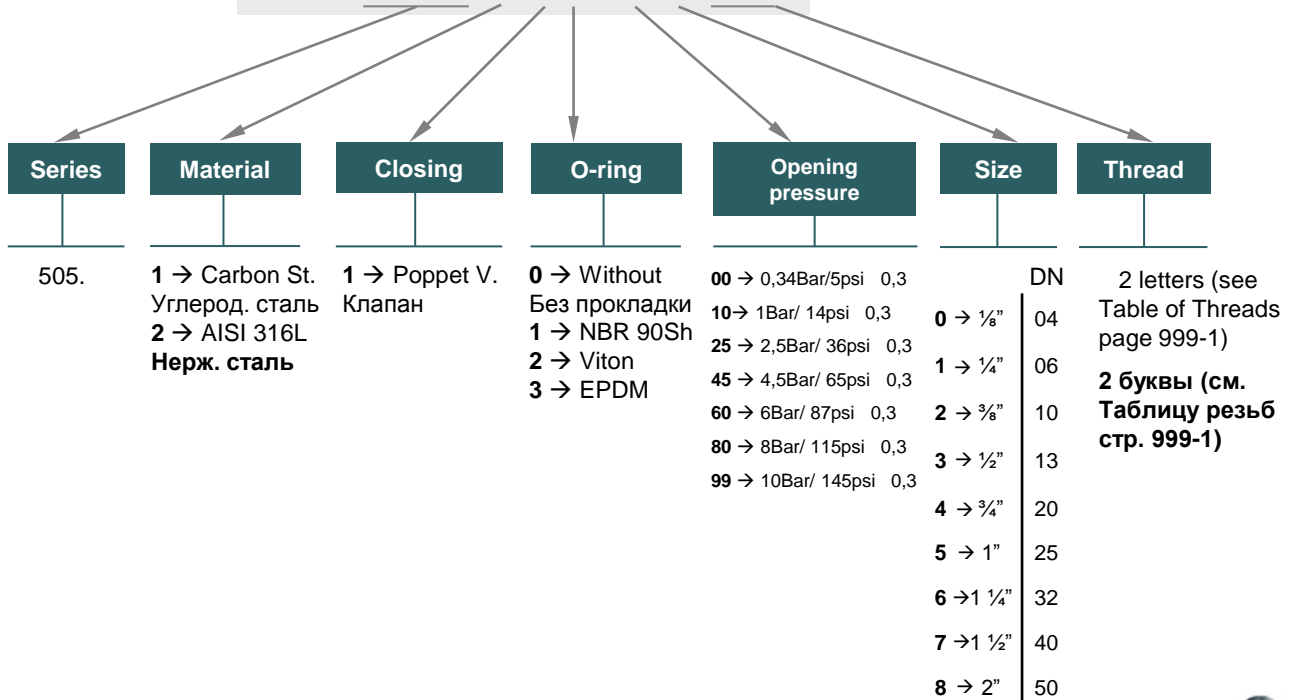 Series
Material
Closing
O-ring
Opening
pressure
Size
Thread
505.
1 → Carbon St.
Углерод. сталь
2 → AISI 316L
Нерж. сталь
1 → Poppet V.
Клапан
0 → Without
Без прокладки
1 → NBR 90Sh
2 → Viton
3 → EPDM
00 → 0,34Bar/5psi 0,3
10→ 1Bar/ 14psi 0,3
25 → 2,5Bar/ 36psi 0,3
45 → 4,5Bar/ 65psi 0,3
60 → 6Bar/ 87psi 0,3
80 → 8Bar/ 115psi 0,3
99 → 10Bar/ 145psi 0,3
DN
0 → ⅛” 04
1 → ¼” 06
2 → ⅜” 10
3 → ½” 13
4 → ¾” 20
5 → 1” 25
6 →1 ¼” 32
7 →1 ½” 40
8 → 2” 50
2 letters (see
Table of Threads
page 999-1)
2 буквы (см.
Таблицу резьб
стр. 999-1)